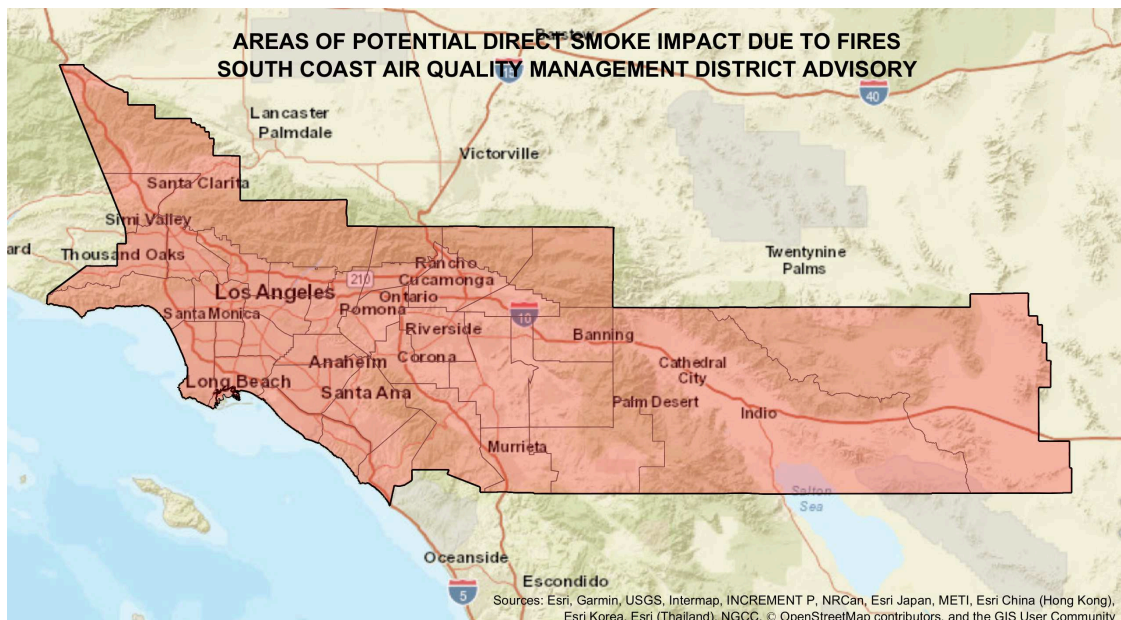 Barstow
AREAS OF POTENTIAL DIRECT SMOKE IMPACT DUE TO FIRES
SOUTH COAST AIR QUALITY MANAGEMENT DISTRICT ADVISORY
15
40
Lancaster
Palmdale
Victorville
Santa Clarita
Simi Valley
ard
Thousand Oaks
Twentynine
Palms
Rancho
Cucamonga
210
Los Angeles
Ontario
Santa Monica
Pomona
10
Riverside
Banning
Anaheim
Corona
Cathedral
City
Long Beach
Santa Ana
Palm Desert
Indio
Murrieta
Salton
Sea
Oceanside
Escondido
5
Sources: Esri, Garmin, USGS, Intermap, INCREMENT P, NRCan, Esri Japan, METI, Esri China (Hong Kong),
Esri Korea, Esri (Thailand), NGCC, © OpenStreetMap contributors, and the GIS User Community